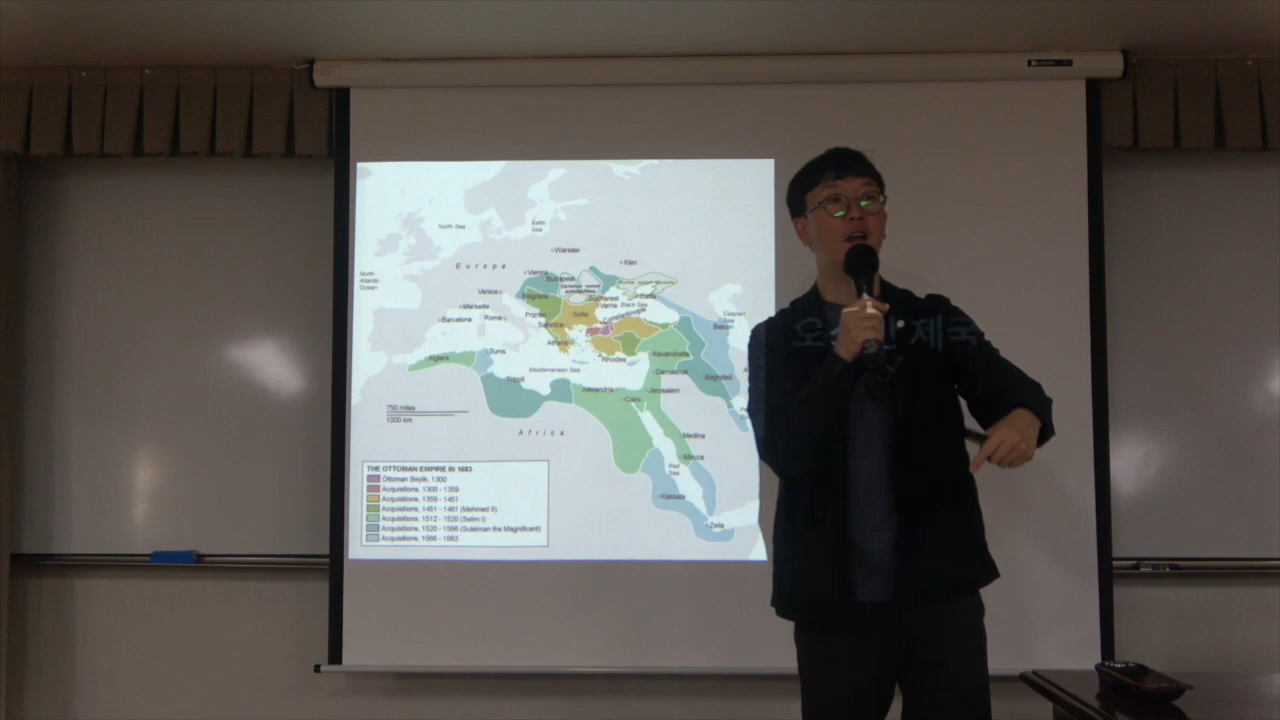 North Sea
Baltic
Sea
Warsaw
Kiev
Europe
North
Atlantic
Ocean
Vienna
Budapest
Venice
Belgrade
Bucharest
Marseille
Varna
Black Sea
Caspian
Sea
Barcelona
Rome
Sofia
Constantinople
Salonica
Athens
Algiers
Tunis
Rhodes
Alexandretta
Mediterranean Sea
Damascus
Tripoli
Baghdad
Alexandria
Jerusalem
Cairo
750 miles
1000 km
Africa
Medina
Mecca
Red
Sea
Kassala
Zeila
THE OTTOMAN EMPIRE IN 1683
Ottoman Beylik, 1300
Acquisitions, 1300 - 1359
Acquisitions, 1359 - 1451
Acquisitions, 1451 - 1481 (Mehmed II)
Acquisitions, 1512 - 1520 (Selim I)
Acquisitions, 1520 - 1566 (Suleiman the Magnificent)
Acquisitions, 1566 - 1683
제국